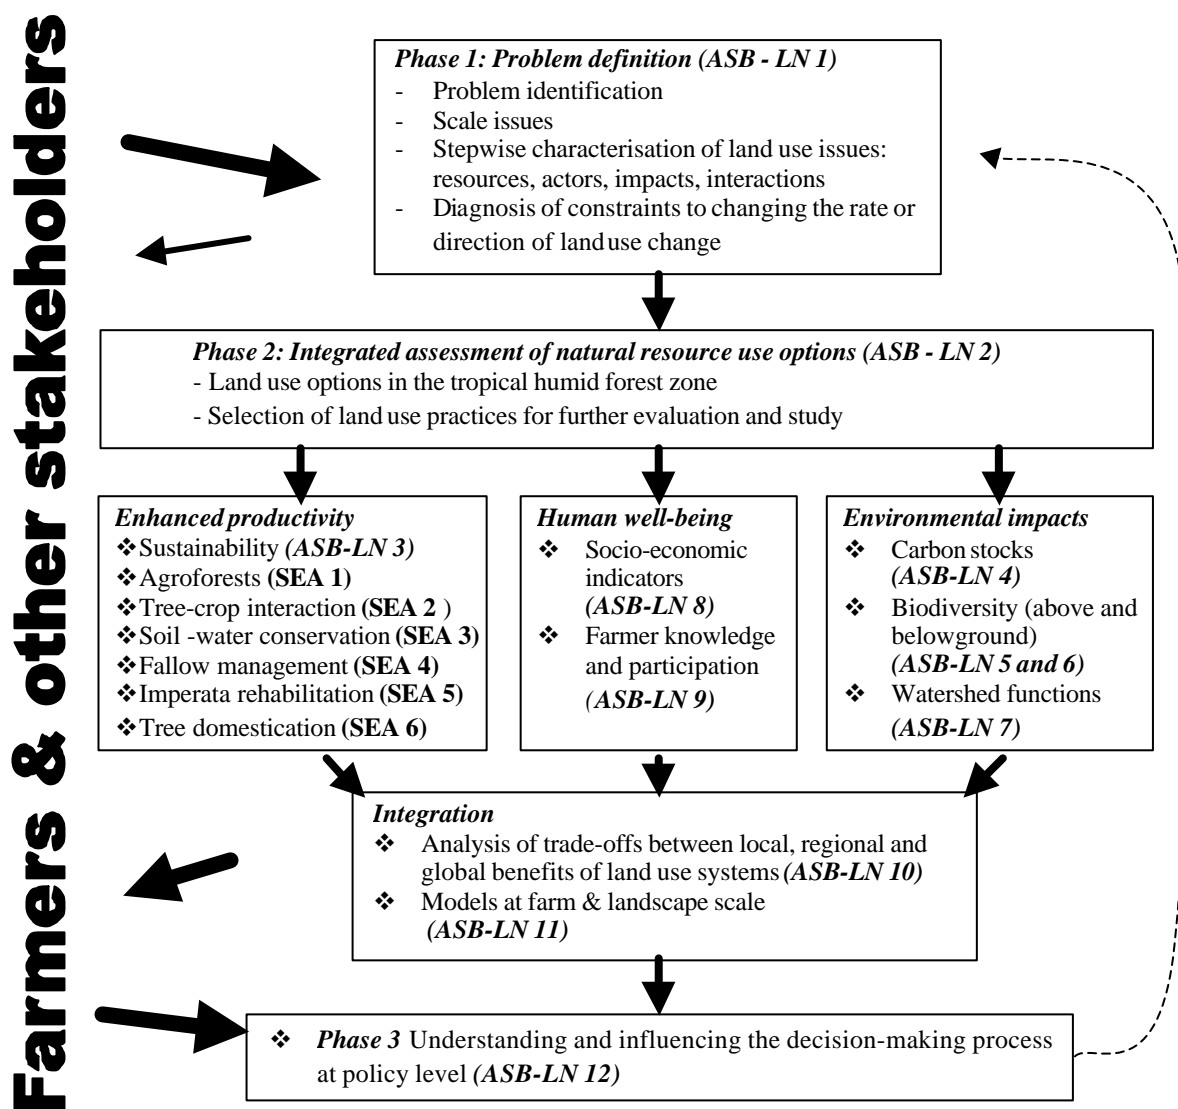 Farmers & other stakeholders
Phase 1: Problem definition (ASB - LN 1)
- Problem identification
- Scale issues
- Stepwise characterisation of land use issues:
resources, actors, impacts, interactions
- Diagnosis of constraints to changing the rate or
direction of land use change
Phase 2: Integrated assessment of natural resource use options (ASB - LN 2)
- Land use options in the tropical humid forest zone
- Selection of land use practices for further evaluation and study
Enhanced productivity
❖Sustainability (ASB-LN 3)
❖Agroforests (SEA 1)
❖Tree-crop interaction (SEA 2 )
❖Soil -water conservation (SEA 3)
❖Fallow management (SEA 4)
❖Imperata rehabilitation (SEA 5)
❖Tree domestication (SEA 6)
Human well-being
❖ Socio-economic
indicators
(ASB-LN 8)
❖ Farmer knowledge
and participation
(ASB-LN 9)
Environmental impacts
❖ Carbon stocks
(ASB-LN 4)
❖ Biodiversity (above and
belowground)
(ASB-LN 5 and 6)
❖ Watershed functions
(ASB-LN 7)
Integration
❖ Analysis of trade-offs between local, regional and
global benefits of land use systems (ASB-LN 10)
❖ Models at farm & landscape scale
(ASB-LN 11)
❖ Phase 3 Understanding and influencing the decision-making process
at policy level (ASB-LN 12)